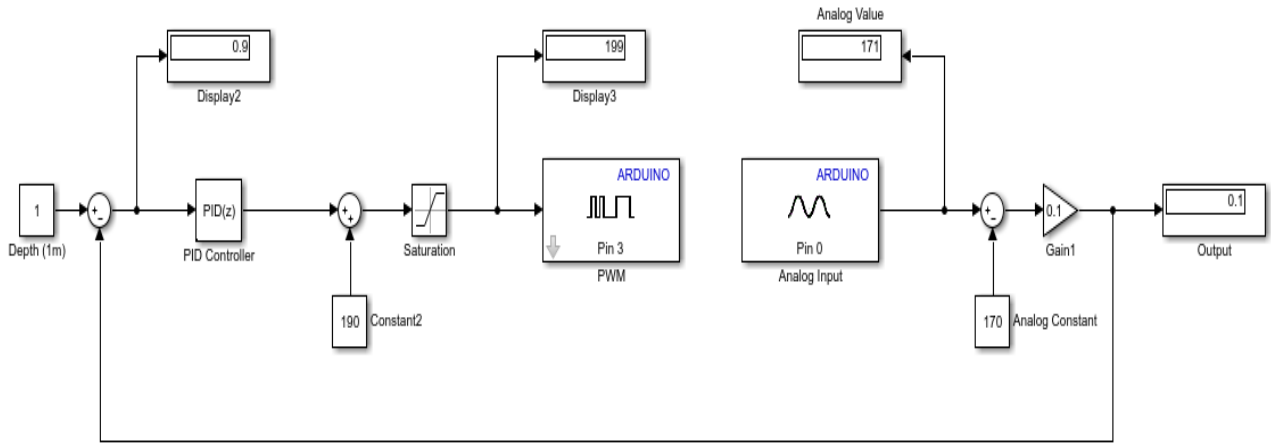 Analog Value
0.9
199
171
Display2
Display3
ARDUINO
ARDUINO
1
PID(z)
0.1
0.1
Depth (1m)
PID Controller
Saturation
Pin 3
PWM
Pin 0
Analog Input
Gain1
Output
190
Constant2
170
Analog Constant